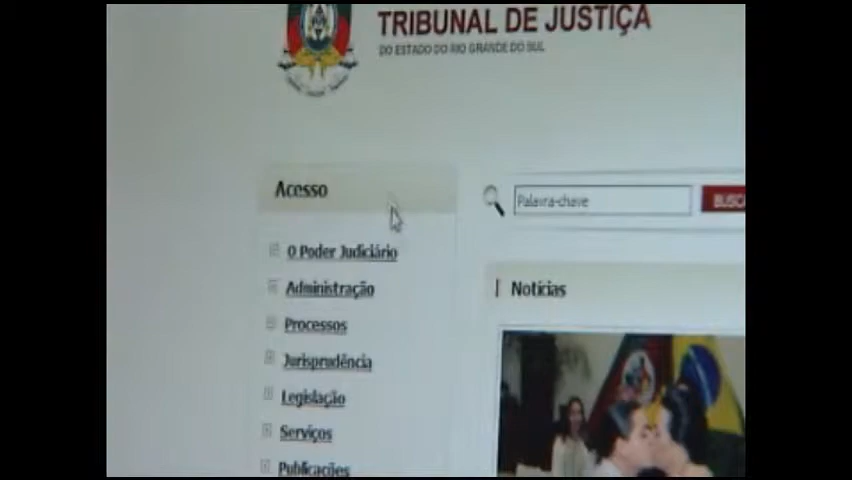 TRIBUNAL DE JUSTIÇA
DO ESTADO DO RIO GRANDE DO SUL
Acesso
Palavra-chave
BUSCA
O Poder Judiciário
Administração
Notícias
Processos
Jurisprudência
Legislação
Serviços
Publicações